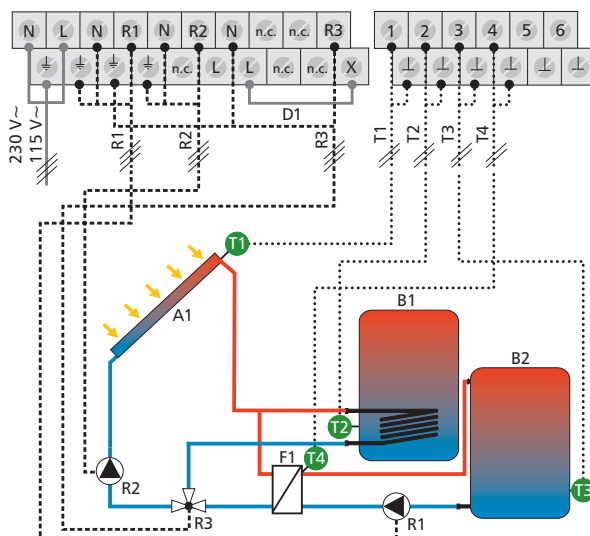 N L N R1 N R2 N n.c. n.c. R3
1 2 3 4 5 6
n.c. L L n.c. n.c. X
D1
230 V~
115 V~
R1
R2
R3
T1
T2
T3
T4
T1
A1
B1
B2
T2
F1
T4
T3
R2
R3
R1